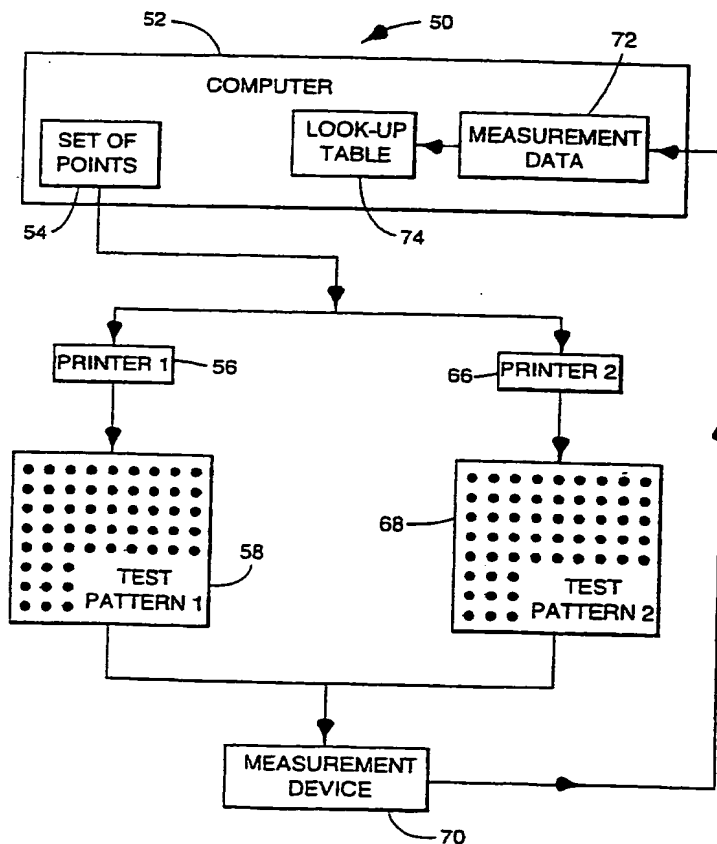 50
52
72
COMPUTER
SET OF
POINTS
LOOK-UP
TABLE
MEASUREMENT
DATA
54
74
PRINTER 1
56
66
PRINTER 2
58
TEST
PATTERN 1
68
TEST
PATTERN 2
MEASUREMENT
DEVICE
70